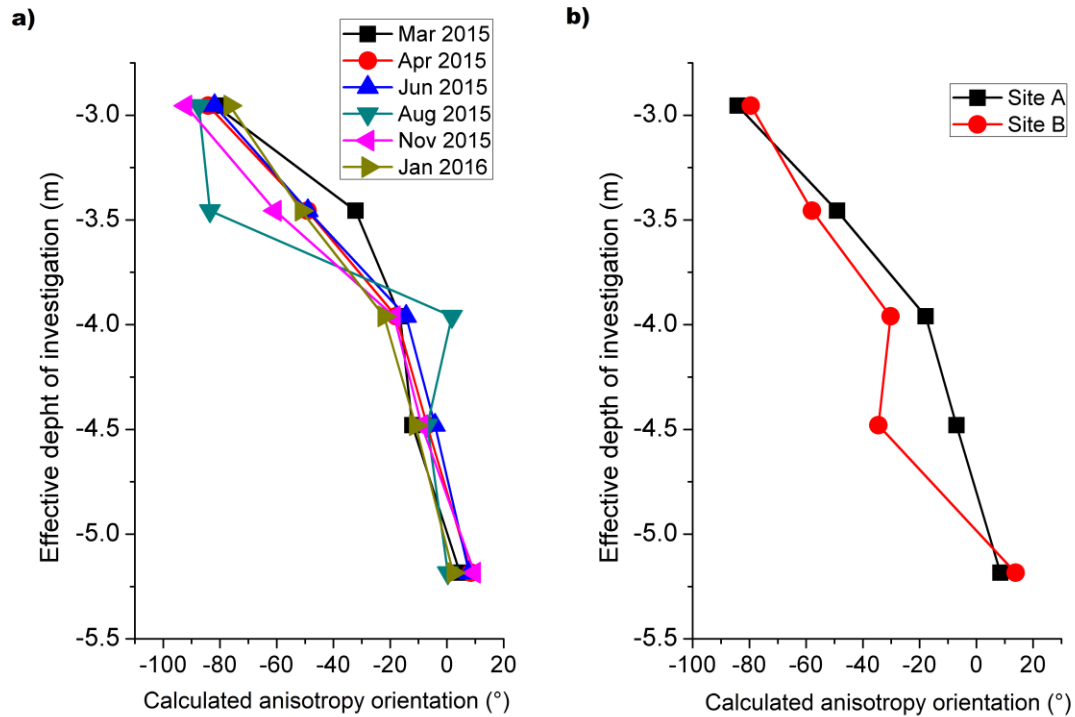 a)
Mar 2015
Apr 2015
Jun 2015
Aug 2015
Nov 2015
Jan 2016
-3.0
-3.5
-4.0
-4.5
-5.0
-5.5
Effective depht of investigation (m)
-100 -80 -60 -40 -20 0 20
Calculated anisotropy orientation (°)
b)
Site A
Site B
-3.0
-3.5
-4.0
-4.5
-5.0
-5.5
Effective depth of investigation (m)
-100 -80 -60 -40 -20 0 20
Calculated anisotropy orientation (°)